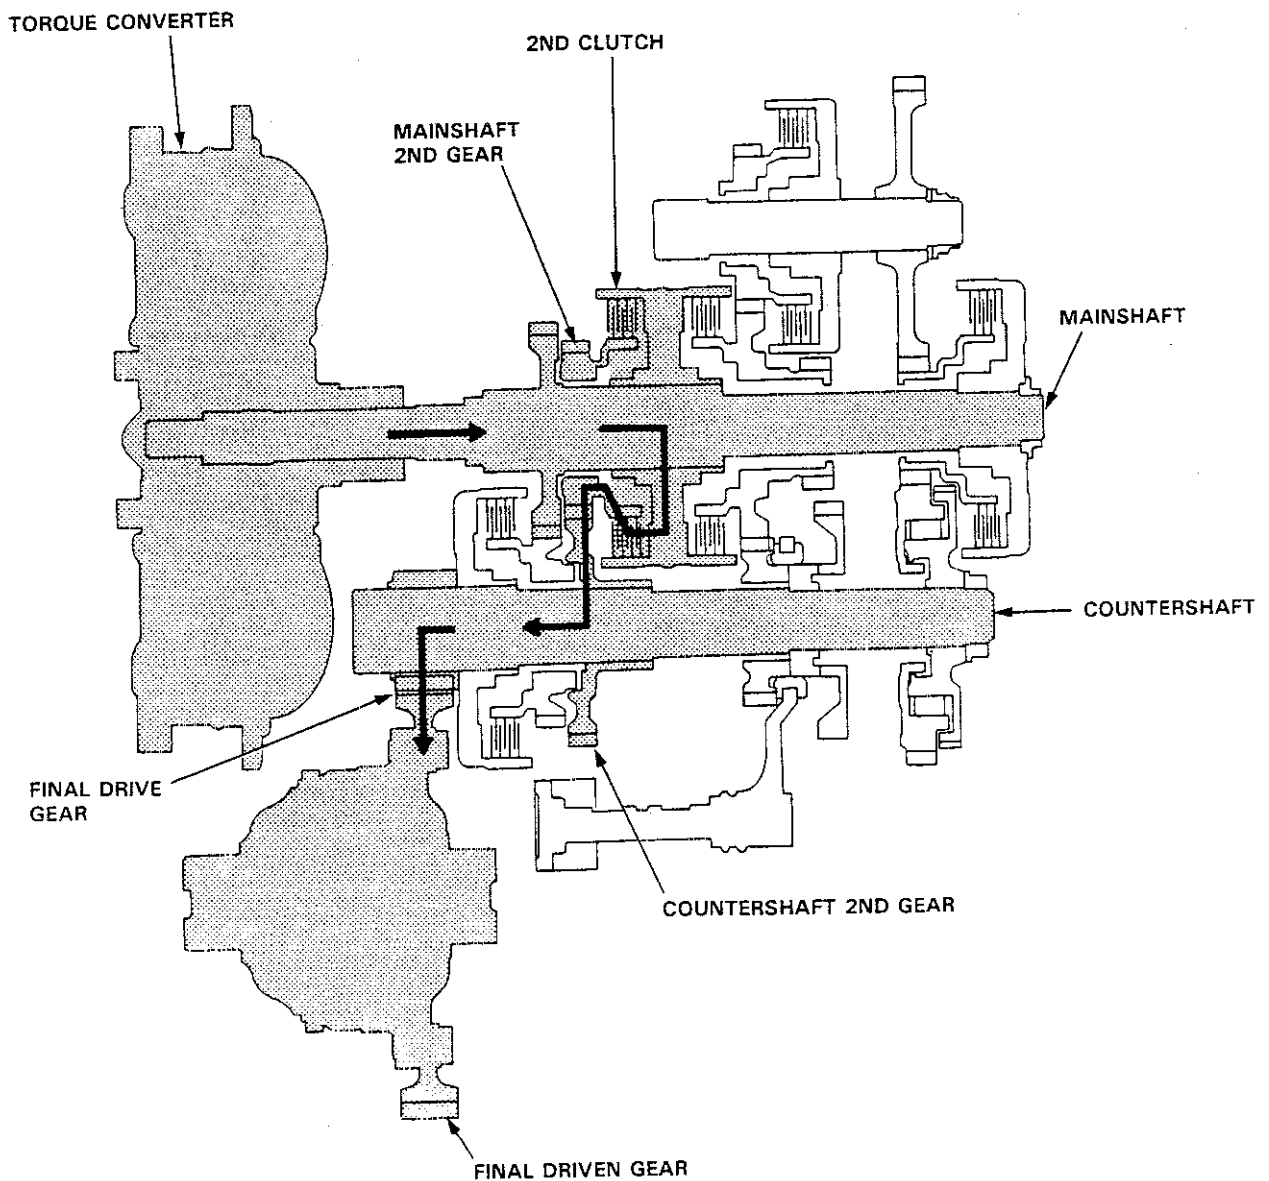 TORQUE CONVERTER
2ND CLUTCH
MAINSHAFT
2ND GEAR
MAINSHAFT
COUNTERSHAFT
FINAL DRIVE
GEAR
COUNTERSHAFT 2ND GEAR
FINAL DRIVEN GEAR